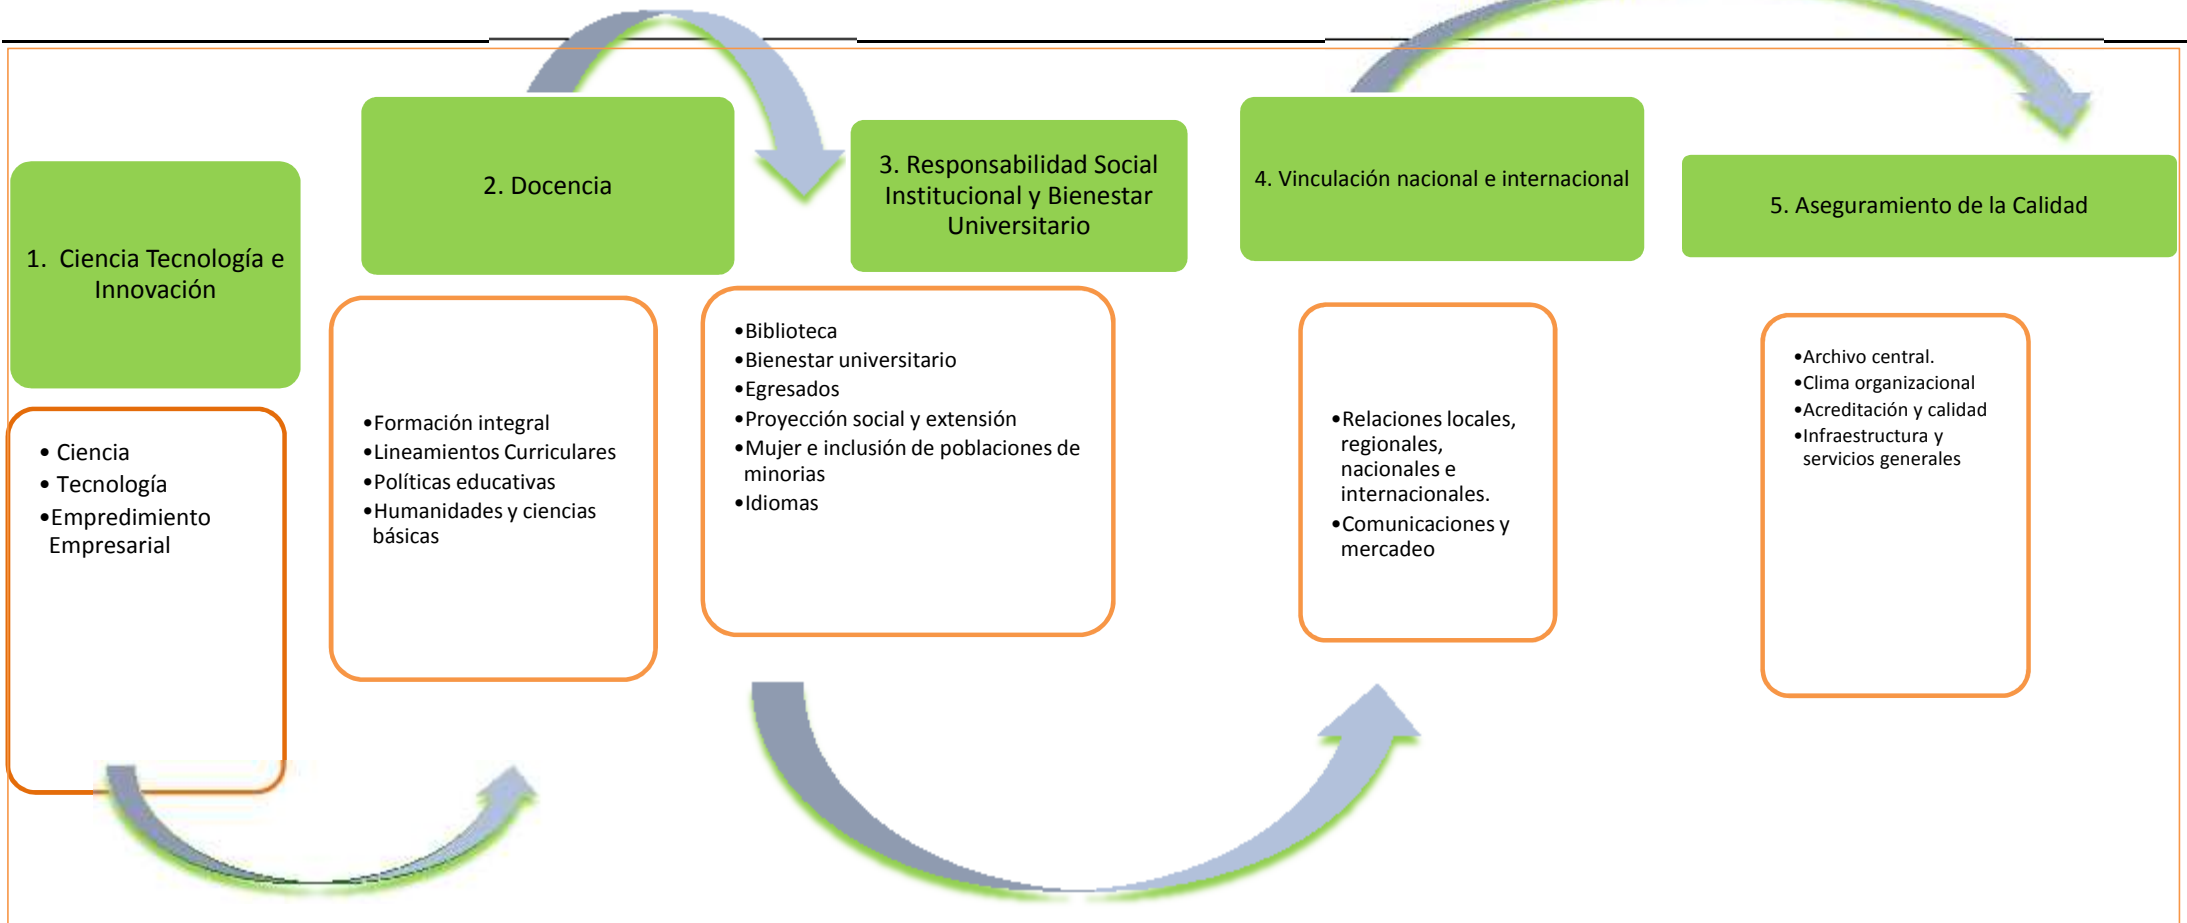 1. Ciencia Tecnología e
Innovación
• Ciencia
• Tecnología
•Empredimiento
Empresarial
2. Docencia
•Formación integral
•Lineamientos Curriculares
•Políticas educativas
•Humanidades y ciencias
básicas
3. Responsabilidad Social
Institucional y Bienestar
Universitario
•Biblioteca
•Bienestar universitario
•Egresados
•Proyección social y extensión
•Mujer e inclusión de poblaciones de
minorias
•Idiomas
4. Vinculación nacional e internacional
•Relaciones locales,
regionales,
nacionales e
internacionales.
•Comunicaciones y
mercadeo
5. Aseguramiento de la Calidad
•Archivo central.
•Clima organizacional
•Acreditación y calidad
•Infraestructura y
servicios generales